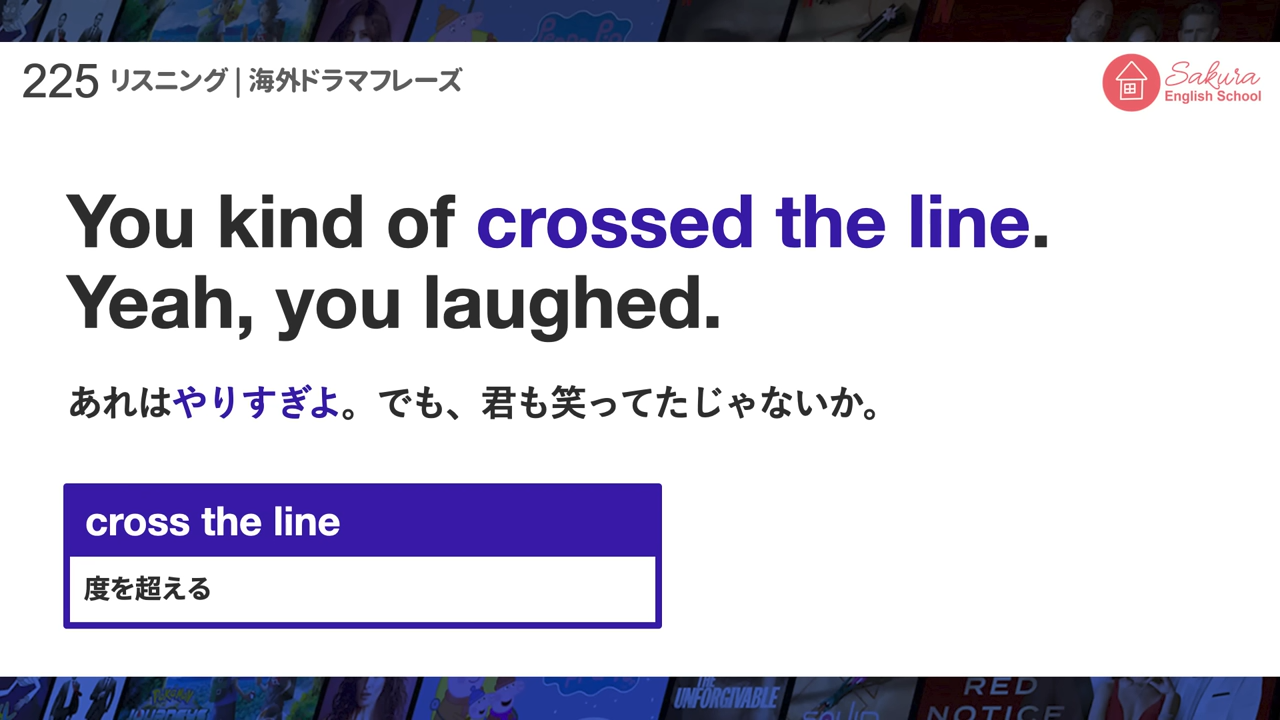 225 リスニング | 海外ドラマフレーズ
Sakura
English School
You kind of crossed the line.
Yeah, you laughed.
あれはやりすぎよ。でも、君も笑ってたじゃないか。
cross the line
度を超える
POKÉMON
JOURNEYS
THE
UNFORGIVABLE
RED
NOTICE